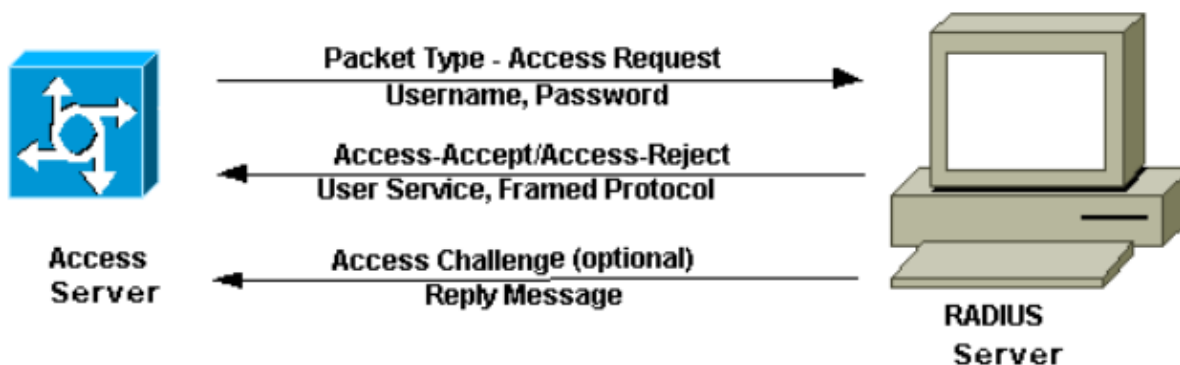 Packet Type - Access Request
Username, Password
Access-Accept/Access-Reject
User Service, Framed Protocol
Access Challenge (optional)
Reply Message
Access
Server
RADIUS
Server